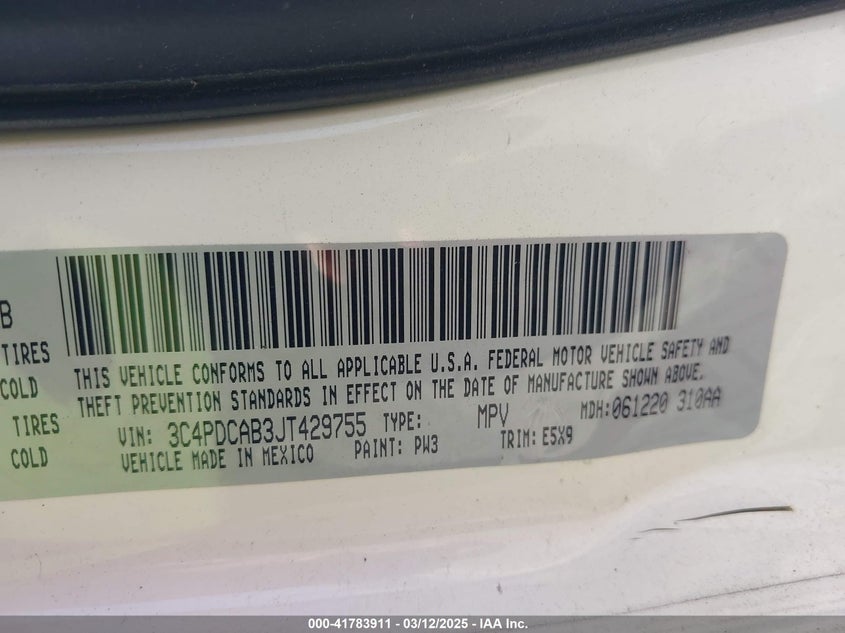 B
TIRES
COLD
TIRES
COLD
THIS VEHICLE CONFORMS TO ALL APPLICABLE U.S.A. FEDERAL MOTOR VEHICLE SAFETY AND
THEFT PREVENTION STANDARDS IN EFFECT ON THE DATE OF MANUFACTURE SHOWN ABOVE.
VIN: 3C4PDCAB3JT429755 TYPE: MPV MDH:061220 310AA
VEHICLE MADE IN MEXICO PAINT: PW3 TRIM: E5X9
000-41783911 - 03/12/2025 - IAA Inc.